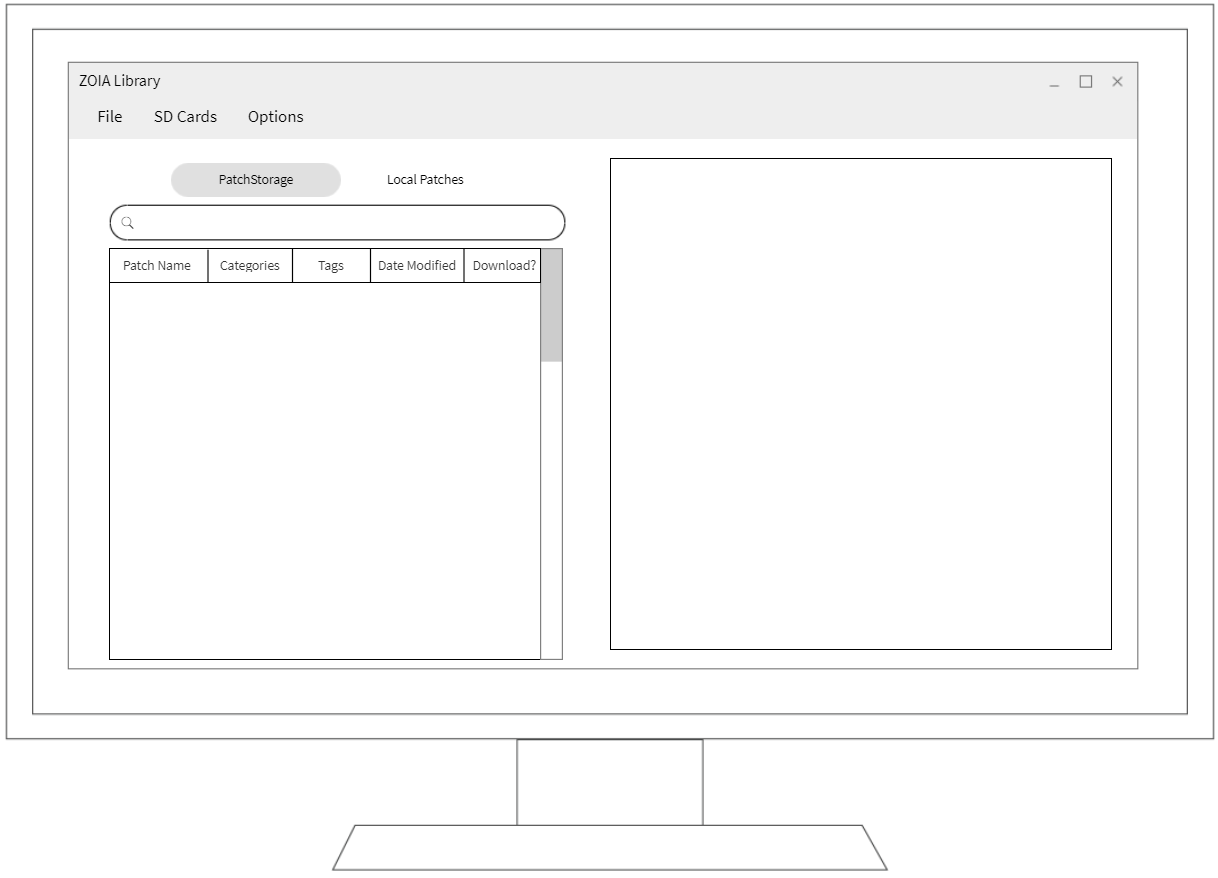 ZOIA Library
File SD Cards Options
PatchStorage Local Patches
Patch Name Categories Tags Date Modified Download?